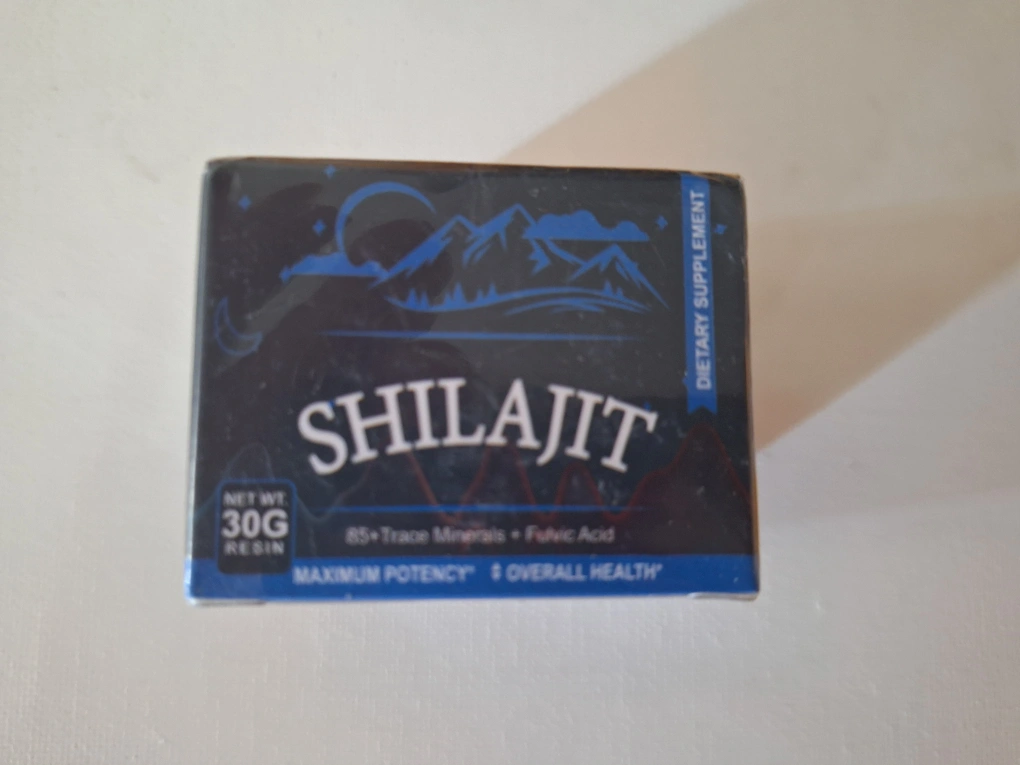 DIETARY SUPPLEMENT
SHILAJIT
NET WT.
30G
RESIN
85+Trace Minerals + Fulvic Acid
MAXIMUM POTENCY* OVERALL HEALTH*